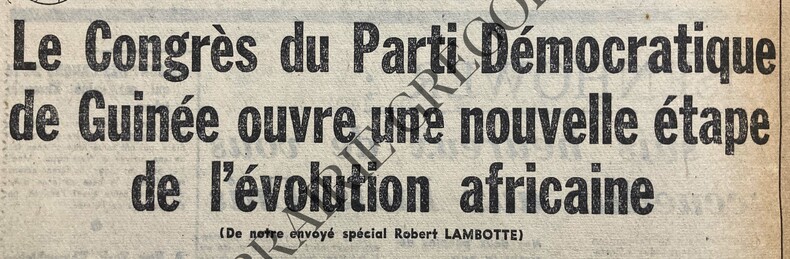 Le Congrès du Parti Démocratique
de Guinée ouvre une nouvelle étape
de l'évolution africaine
(De notre envoyé spécial Robert LAMBOTTE)